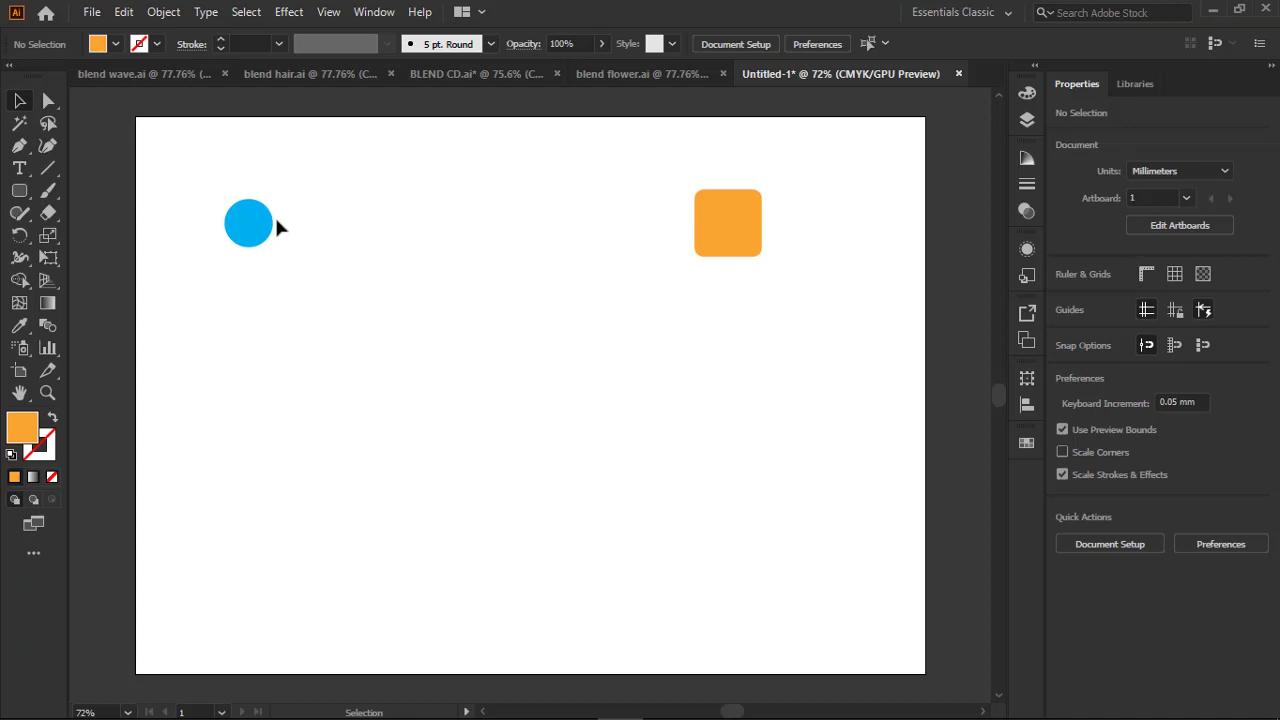 Ai File Edit Object Type Select Effect View Window Help Essentials Classic Search Adobe Stock
No Selection Stroke: 5 pt. Round Opacity: 100% Style: Document Setup Preferences
blend wave.ai @ 77.76% (... × blend hair.ai @ 77.76% (C... × BLEND CD.ai* @ 75.6% (C... × blend flower.ai @ 77.76%... × Untitled-1* @ 72% (CMYK/GPU Preview) ×
Properties Libraries
No Selection
Document
Units: Millimeters
Artboard: 1
Edit Artboards
Ruler & Grids
Guides
Snap Options
Preferences
Keyboard Increment: 0.05 mm
Use Preview Bounds
Scale Corners
Scale Strokes & Effects
Quick Actions
Document Setup Preferences
72% 1 Selection